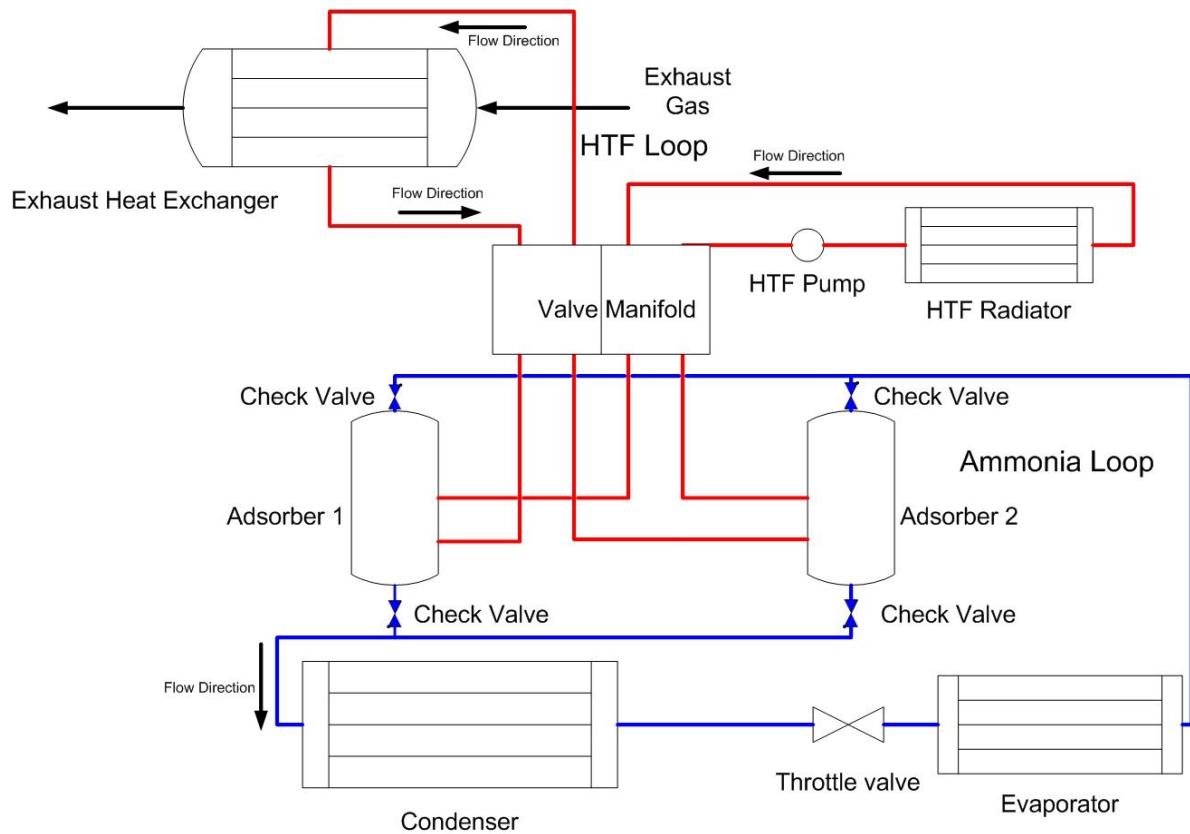 Flow Direction
Exhaust
Gas
HTF Loop
Flow Direction
Exhaust Heat Exchanger
Flow Direction
HTF Pump
HTF Radiator
Valve Manifold
Check Valve
Check Valve
Ammonia Loop
Adsorber 1
Adsorber 2
Check Valve
Check Valve
Flow Direction
Throttle valve
Evaporator
Condenser